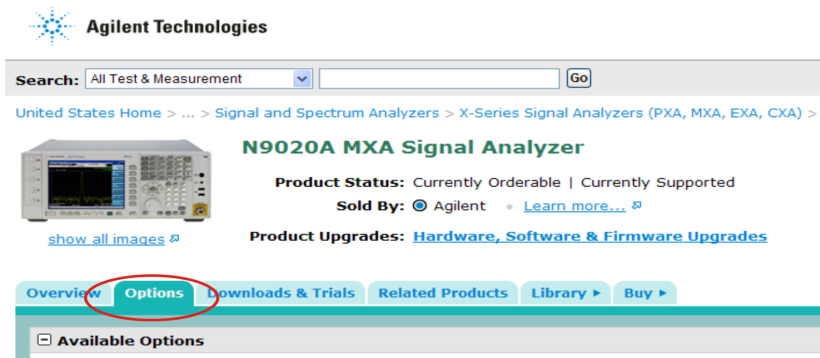 Agilent Technologies
Search: All Test & Measurement Go
United States Home > ... > Signal and Spectrum Analyzers > X-Series Signal Analyzers (PXA, MXA, EXA, CXA) >
N9020A MXA Signal Analyzer
Product Status: Currently Orderable | Currently Supported
Sold By: Agilent Learn more...
show all images
Product Upgrades: Hardware, Software & Firmware Upgrades
Overview Options Downloads & Trials Related Products Library Buy
Available Options